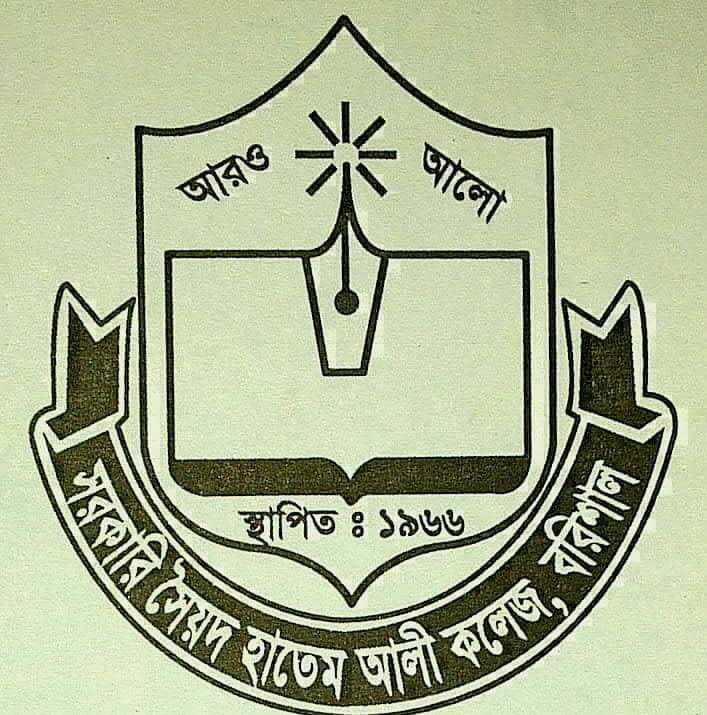 আরও আলো
স্থাপিত ঃ ১৯৬৬
সরকারি সৈয়দ হাতেম আলী কলেজ, বরিশাল